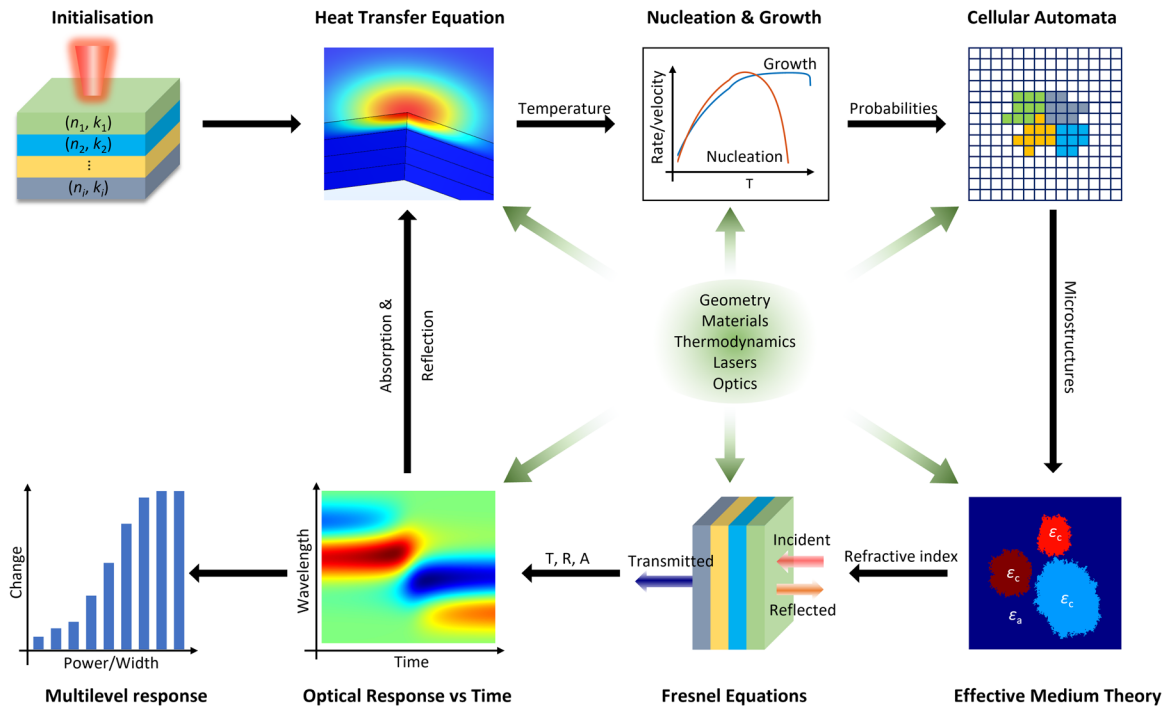 Initialisation
Heat Transfer Equation
Nucleation & Growth
Cellular Automata
(n₁, k₁)
(n₂, k₂)
⋮
(nᵢ, kᵢ)
Temperature
Rate/velocity
Growth
Nucleation
T
Probabilities
Absorption &
Reflection
Geometry
Materials
Thermodynamics
Lasers
Optics
Microstructures
Change
Power/Width
Wavelength
Time
T, R, A
Transmitted
Incident
Reflected
Refractive index
εc
εc
εc
εa
Multilevel response
Optical Response vs Time
Fresnel Equations
Effective Medium Theory